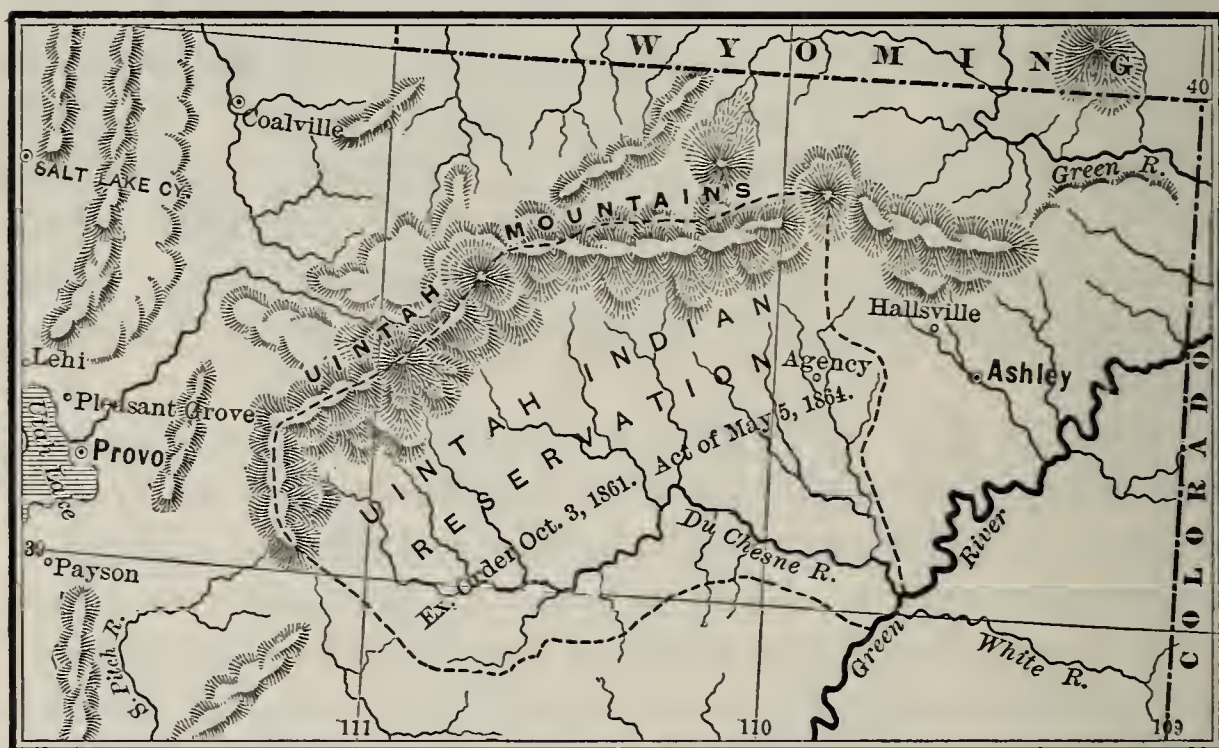 WYOMING
40
Coalville
SALT LAKE CY.
Green R.
UINTAH MOUNTAINS
Hallsville
Lehi
Agency
Ashley
Pleasant Grove
Utah Lake
Provo
UINTAH INDIAN
RESERVATION
Ex. Order Oct. 3, 1861. Act of May 5, 1864.
COLORADO
Du Chesne R.
39
Payson
Green River
White R.
S. Pitch R.
111
110
109